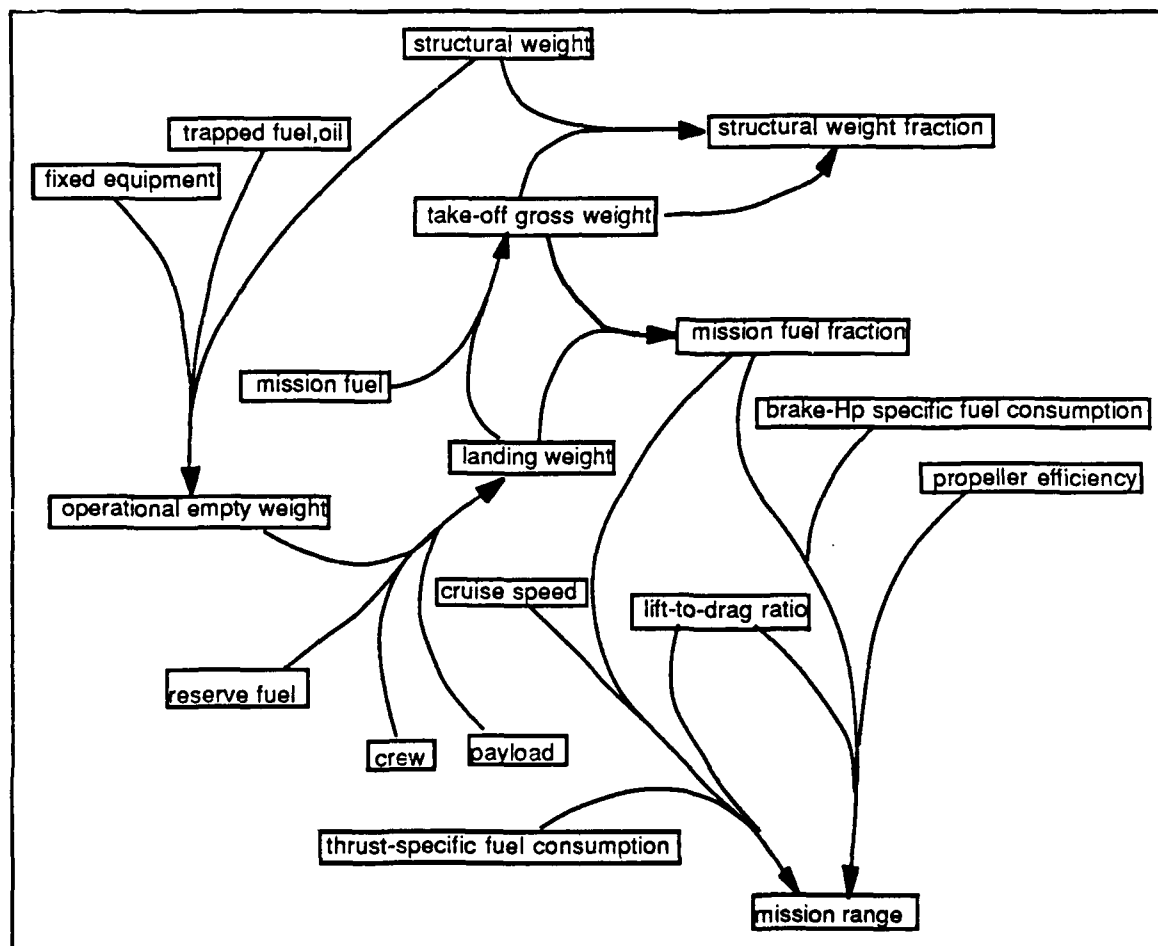 structural weight
structural weight fraction
trapped fuel,oil
fixed equipment
take-off gross weight
mission fuel fraction
mission fuel
brake-Hp specific fuel consumption
landing weight
propeller efficiency
operational empty weight
cruise speed
lift-to-drag ratio
reserve fuel
crew
payload
thrust-specific fuel consumption
mission range